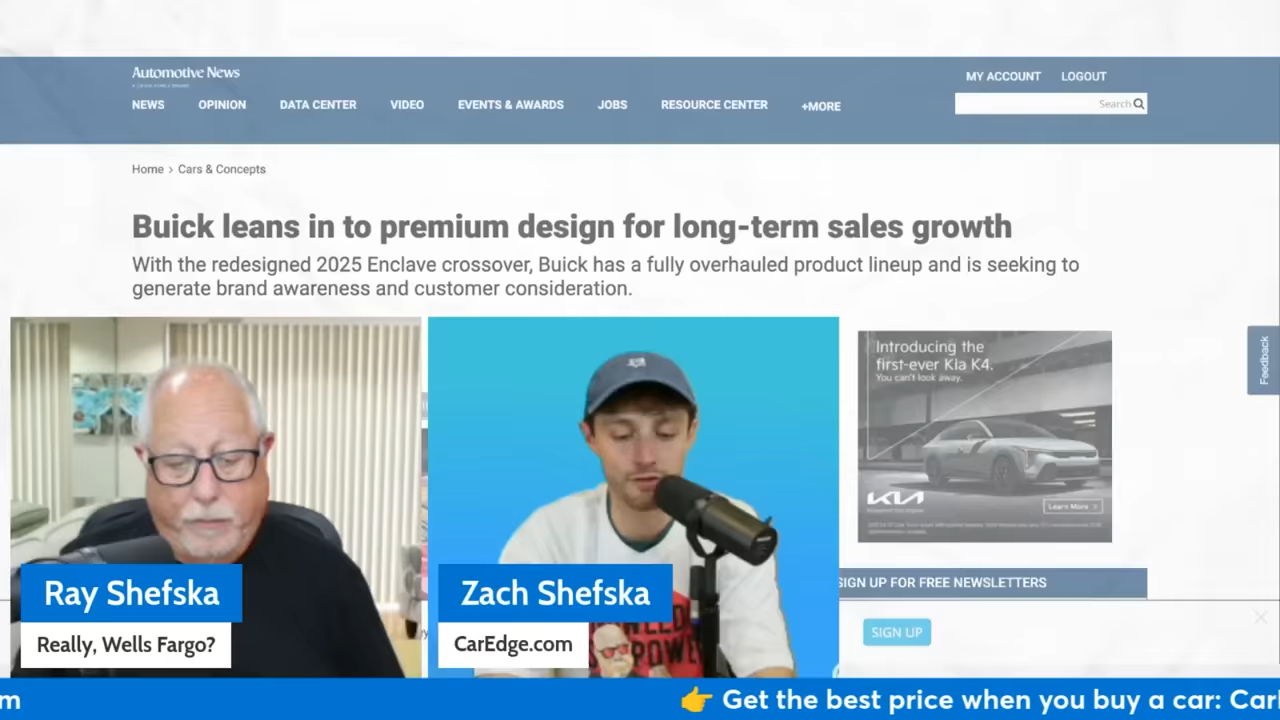 Automotive News
MY ACCOUNT LOGOUT
NEWS OPINION DATA CENTER VIDEO EVENTS & AWARDS JOBS RESOURCE CENTER +MORE
Search
Home › Cars & Concepts
Buick leans in to premium design for long-term sales growth
With the redesigned 2025 Enclave crossover, Buick has a fully overhauled product lineup and is seeking to
generate brand awareness and customer consideration.
Introducing the
first-ever Kia K4.
You can't look away.
KIA
Learn More
Feedback
SIGN UP FOR FREE NEWSLETTERS
SIGN UP
Ray Shefska
Really, Wells Fargo?
Zach Shefska
CarEdge.com
POWER
m
👉 Get the best price when you buy a car: Car